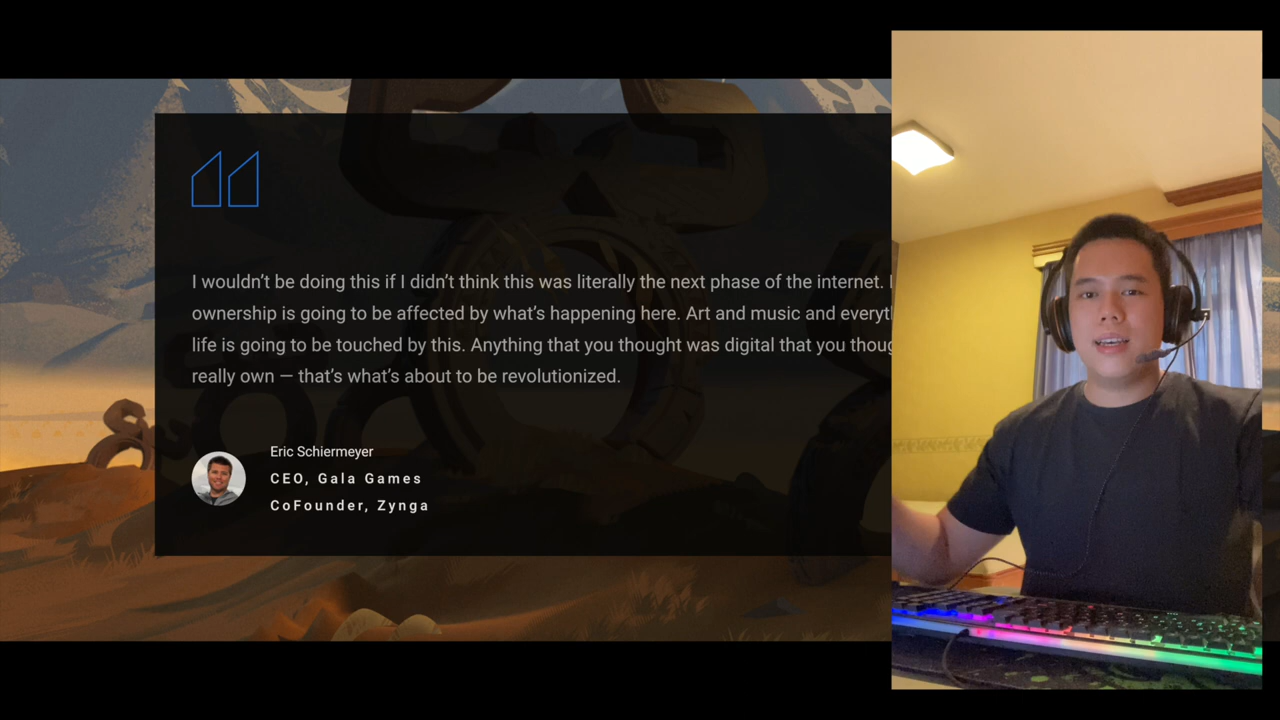 I wouldn’t be doing this if I didn’t think this was literally the next phase of the internet.
ownership is going to be affected by what’s happening here. Art and music and
life is going to be touched by this. Anything that you thought was digital that you
really own — that’s what’s about to be revolutionized.
Eric Schiermeyer
CEO, Gala Games
CoFounder, Zynga